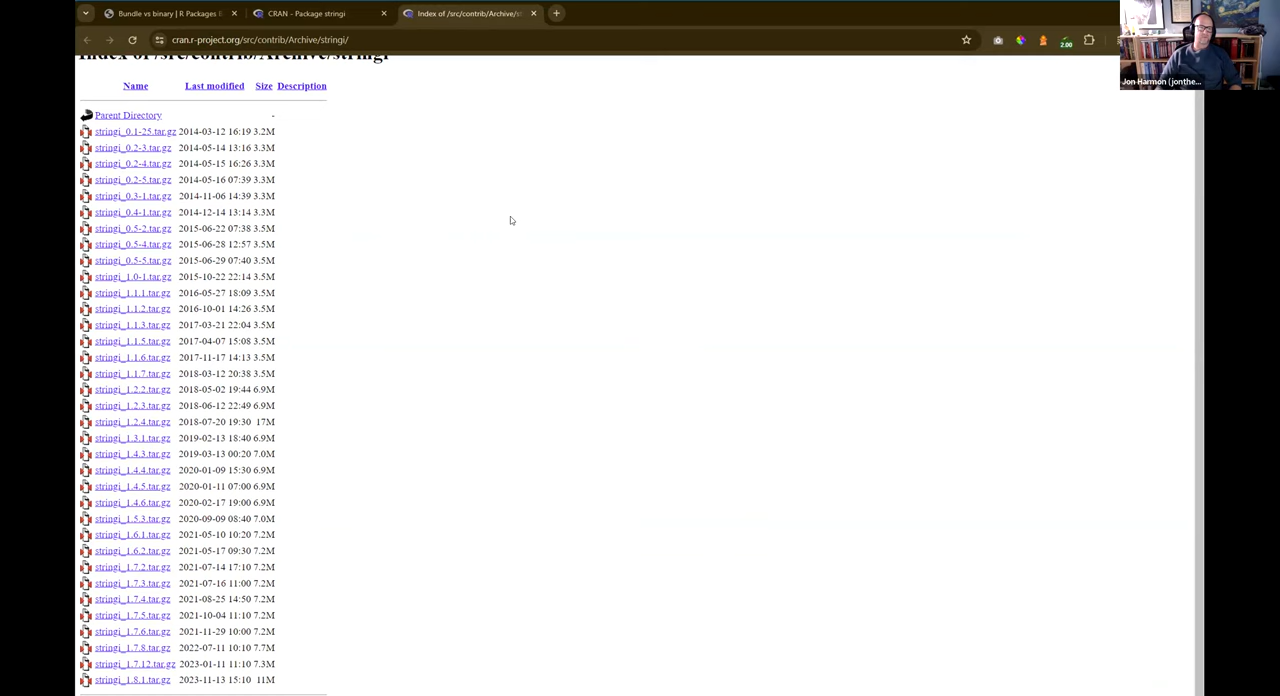 Bundle vs binary | R Packages
CRAN - Package stringi
Index of /src/contrib/Archive/st
cran.r-project.org/src/contrib/Archive/stringi/
2.00
Jon Harmon (jonthe...
Index of /src/contrib/Archive/stringi
Name Last modified Size Description
Parent Directory -
stringi_0.1-25.tar.gz 2014-03-12 16:19 3.2M
stringi_0.2-3.tar.gz 2014-05-14 13:16 3.3M
stringi_0.2-4.tar.gz 2014-05-15 16:26 3.3M
stringi_0.2-5.tar.gz 2014-05-16 07:39 3.3M
stringi_0.3-1.tar.gz 2014-11-06 14:39 3.3M
stringi_0.4-1.tar.gz 2014-12-14 13:14 3.3M
stringi_0.5-2.tar.gz 2015-06-22 07:38 3.5M
stringi_0.5-4.tar.gz 2015-06-28 12:57 3.5M
stringi_0.5-5.tar.gz 2015-06-29 07:40 3.5M
stringi_1.0-1.tar.gz 2015-10-22 22:14 3.5M
stringi_1.1.1.tar.gz 2016-05-27 18:09 3.5M
stringi_1.1.2.tar.gz 2016-10-01 14:26 3.5M
stringi_1.1.3.tar.gz 2017-03-21 22:04 3.5M
stringi_1.1.5.tar.gz 2017-04-07 15:08 3.5M
stringi_1.1.6.tar.gz 2017-11-17 14:13 3.5M
stringi_1.1.7.tar.gz 2018-03-12 20:38 3.5M
stringi_1.2.2.tar.gz 2018-05-02 19:44 6.9M
stringi_1.2.3.tar.gz 2018-06-12 22:49 6.9M
stringi_1.2.4.tar.gz 2018-07-20 19:30 17M
stringi_1.3.1.tar.gz 2019-02-13 18:40 6.9M
stringi_1.4.3.tar.gz 2019-03-13 00:20 7.0M
stringi_1.4.4.tar.gz 2020-01-09 15:30 6.9M
stringi_1.4.5.tar.gz 2020-01-11 07:00 6.9M
stringi_1.4.6.tar.gz 2020-02-17 19:00 6.9M
stringi_1.5.3.tar.gz 2020-09-09 08:40 7.0M
stringi_1.6.1.tar.gz 2021-05-10 10:20 7.2M
stringi_1.6.2.tar.gz 2021-05-17 09:30 7.2M
stringi_1.7.2.tar.gz 2021-07-14 17:10 7.2M
stringi_1.7.3.tar.gz 2021-07-16 11:00 7.2M
stringi_1.7.4.tar.gz 2021-08-25 14:50 7.2M
stringi_1.7.5.tar.gz 2021-10-04 11:10 7.2M
stringi_1.7.6.tar.gz 2021-11-29 10:00 7.2M
stringi_1.7.8.tar.gz 2022-07-11 10:10 7.7M
stringi_1.7.12.tar.gz 2023-01-11 11:10 7.3M
stringi_1.8.1.tar.gz 2023-11-13 15:10 11M